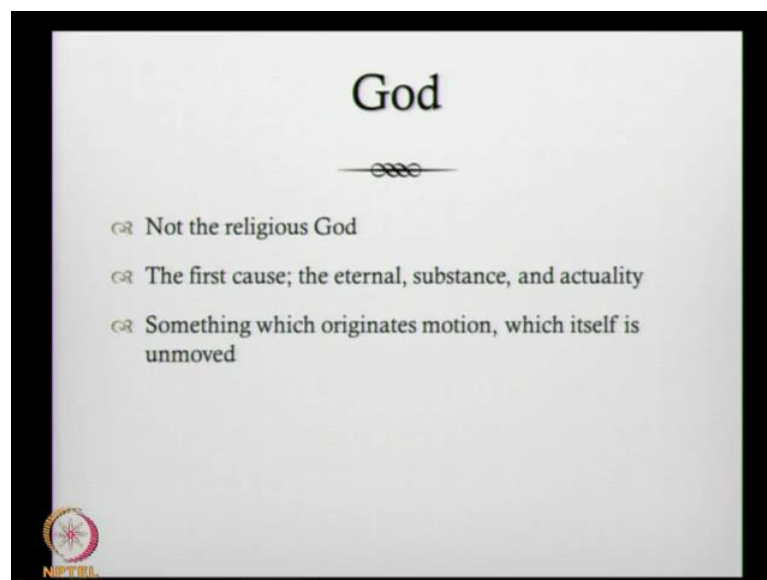 God
Not the religious God
The first cause; the eternal, substance, and actuality
Something which originates motion, which itself is
unmoved
NPTEL